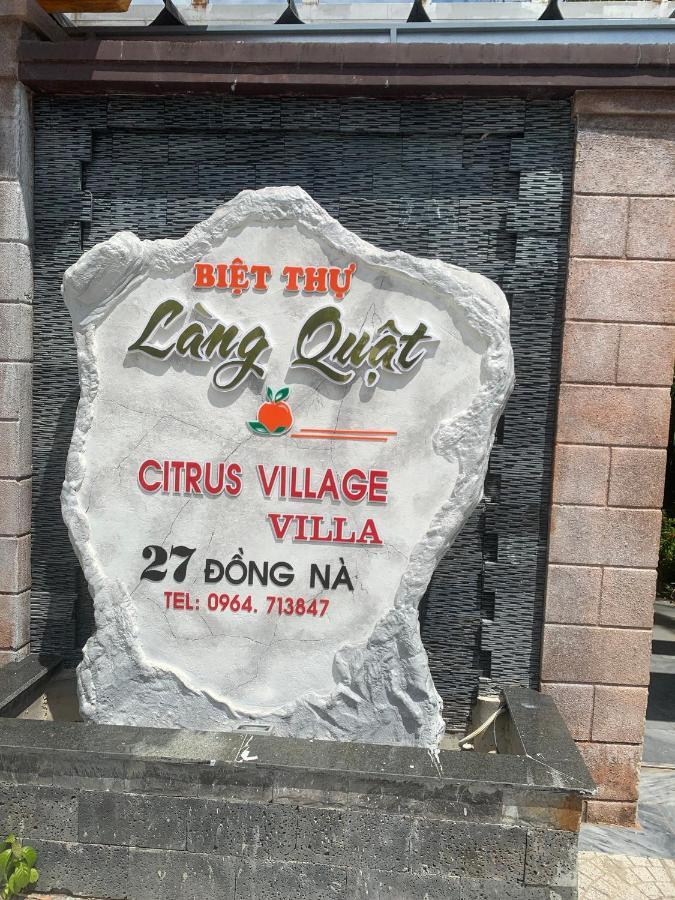 BIỆT THỰ
Làng Quật
CITRUS VILLAGE
VILLA
27 ĐỒNG NÀ
TEL: 0964. 713847